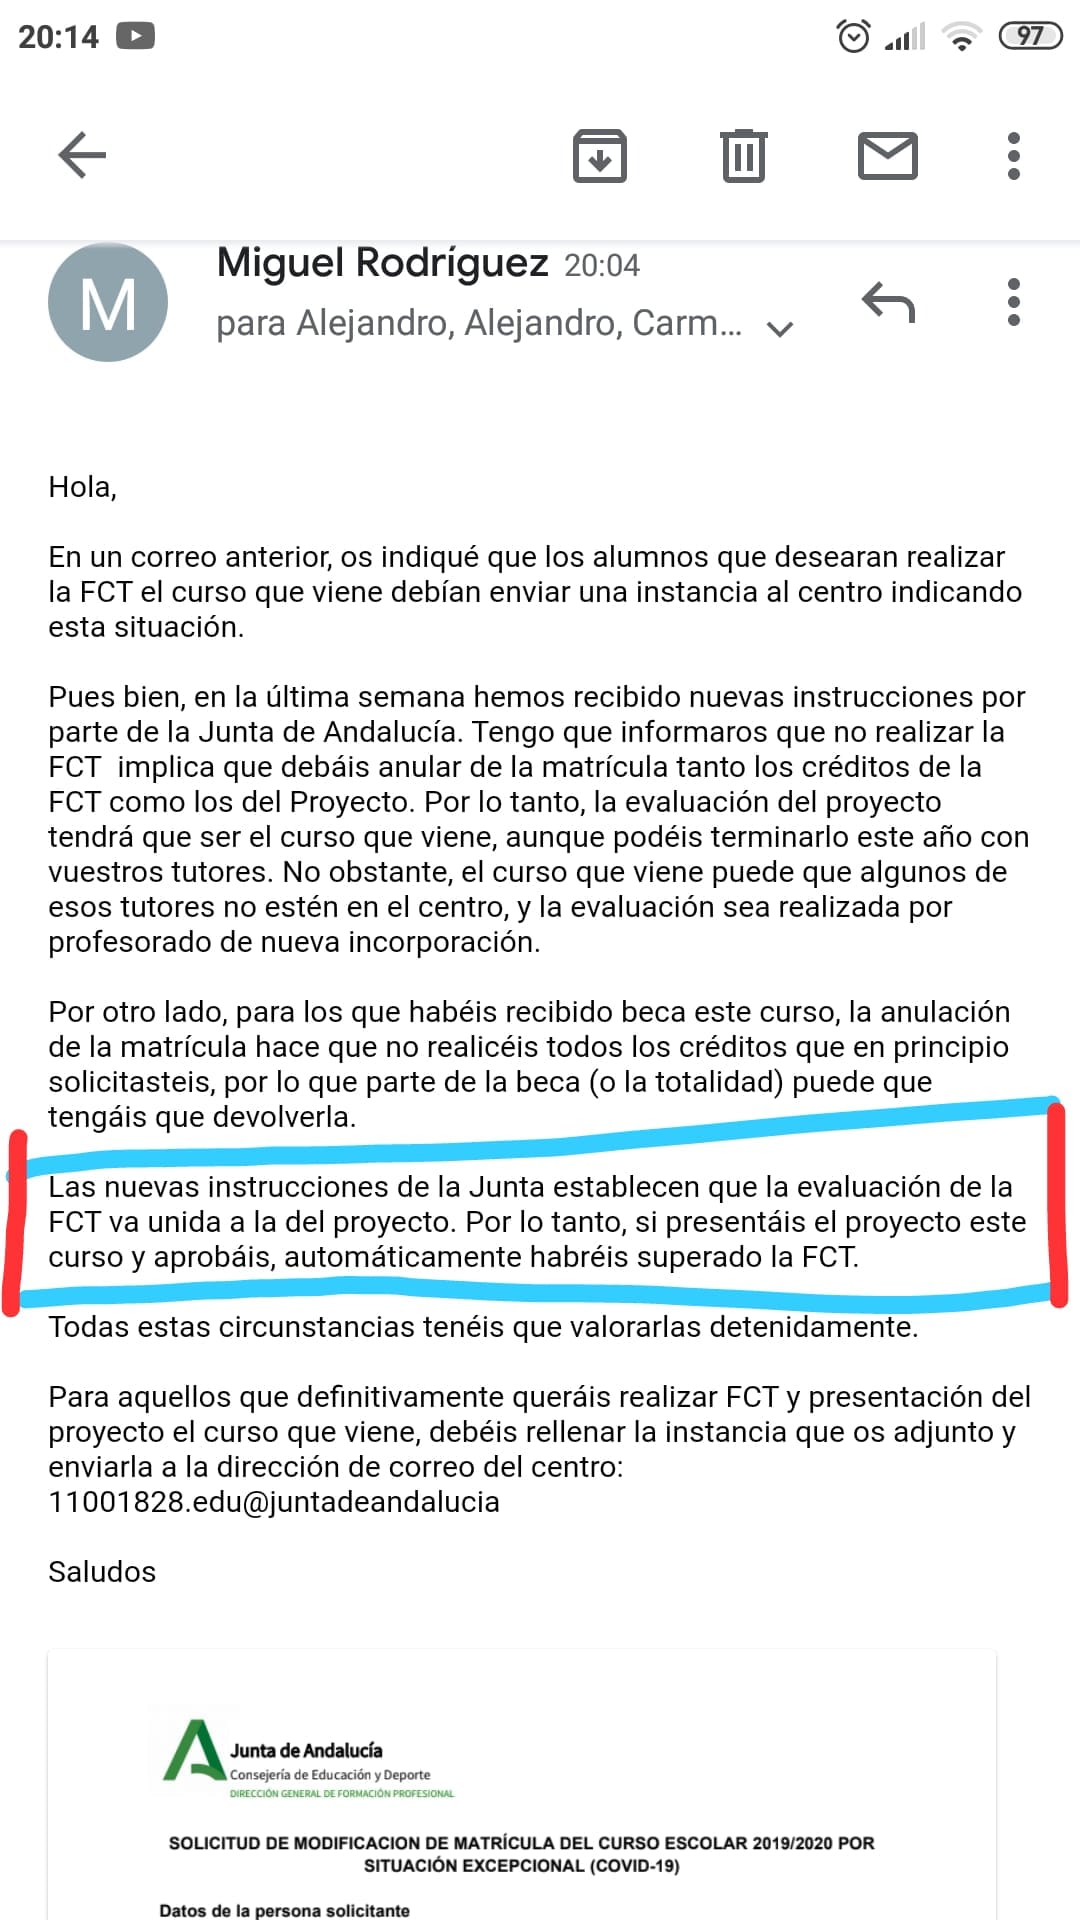 20:14
97
M
Miguel Rodríguez 20:04
para Alejandro, Alejandro, Carm...
Hola,
En un correo anterior, os indiqué que los alumnos que desearan realizar
la FCT el curso que viene debían enviar una instancia al centro indicando
esta situación.
Pues bien, en la última semana hemos recibido nuevas instrucciones por
parte de la Junta de Andalucía. Tengo que informaros que no realizar la
FCT  implica que debáis anular de la matrícula tanto los créditos de la
FCT como los del Proyecto. Por lo tanto, la evaluación del proyecto
tendrá que ser el curso que viene, aunque podéis terminarlo este año con
vuestros tutores. No obstante, el curso que viene puede que algunos de
esos tutores no estén en el centro, y la evaluación sea realizada por
profesorado de nueva incorporación.
Por otro lado, para los que habéis recibido beca este curso, la anulación
de la matrícula hace que no realicéis todos los créditos que en principio
solicitasteis, por lo que parte de la beca (o la totalidad) puede que
tengáis que devolverla.
Las nuevas instrucciones de la Junta establecen que la evaluación de la
FCT va unida a la del proyecto. Por lo tanto, si presentáis el proyecto este
curso y aprobáis, automáticamente habréis superado la FCT.
Todas estas circunstancias tenéis que valorarlas detenidamente.
Para aquellos que definitivamente queráis realizar FCT y presentación del
proyecto el curso que viene, debéis rellenar la instancia que os adjunto y
enviarla a la dirección de correo del centro:
11001828.edu@juntadeandalucia
Saludos
Junta de Andalucía
Consejería de Educación y Deporte
DIRECCIÓN GENERAL DE FORMACIÓN PROFESIONAL
SOLICITUD DE MODIFICACION DE MATRÍCULA DEL CURSO ESCOLAR 2019/2020 POR
SITUACIÓN EXCEPCIONAL (COVID-19)
Datos de la persona solicitante